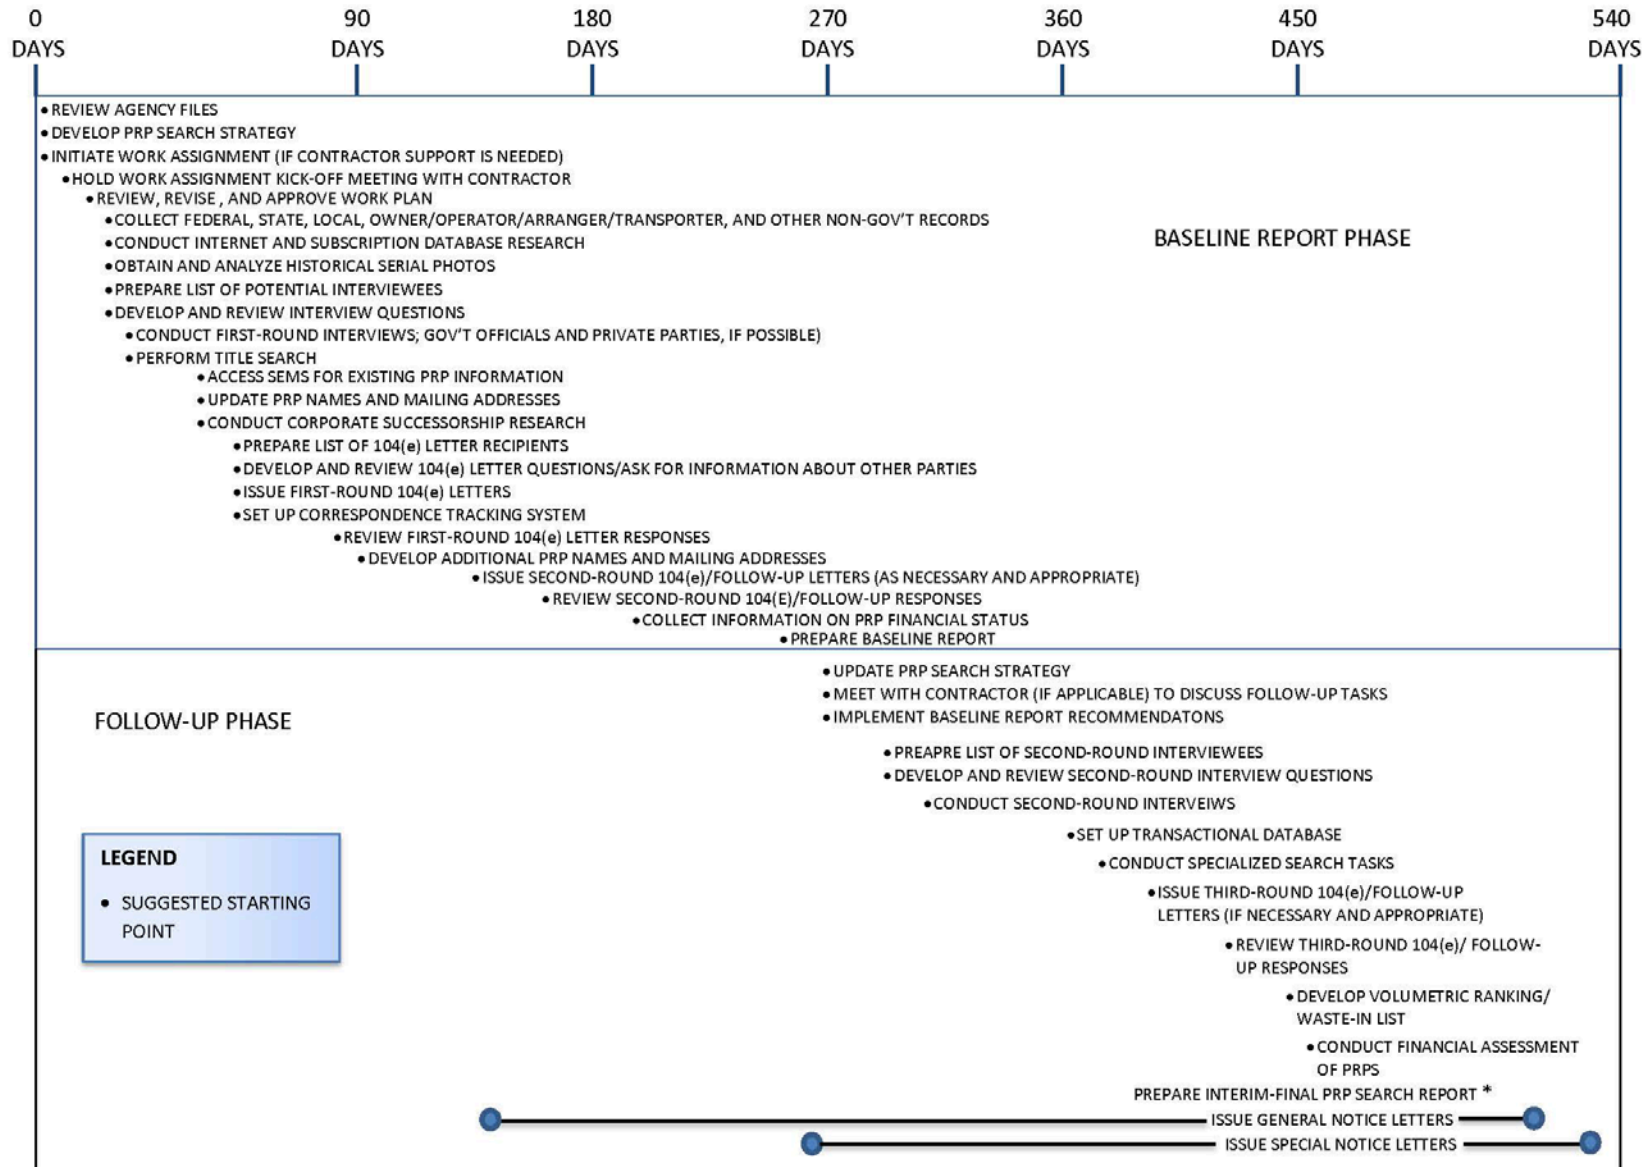 0 90 180 270 360 450 540
DAYS DAYS DAYS DAYS DAYS DAYS DAYS
•REVIEW AGENCY FILES
•DEVELOP PRP SEARCH STRATEGY
•INITIATE WORK ASSIGNMENT (IF CONTRACTOR SUPPORT IS NEEDED)
•HOLD WORK ASSIGNMENT KICK-OFF MEETING WITH CONTRACTOR
•REVIEW, REVISE , AND APPROVE WORK PLAN
•COLLECT FEDERAL, STATE, LOCAL, OWNER/OPERATOR/ARRANGER/TRANSPORTER, AND OTHER NON-GOV'T RECORDS
BASELINE REPORT PHASE
•CONDUCT INTERNET AND SUBSCRIPTION DATABASE RESEARCH
•OBTAIN AND ANALYZE HISTORICAL SERIAL PHOTOS
•PREPARE LIST OF POTENTIAL INTERVIEWEES
•DEVELOP AND REVIEW INTERVIEW QUESTIONS
•CONDUCT FIRST-ROUND INTERVIEWS; GOV'T OFFICIALS AND PRIVATE PARTIES, IF POSSIBLE)
•PERFORM TITLE SEARCH
•ACCESS SEMS FOR EXISTING PRP INFORMATION
•UPDATE PRP NAMES AND MAILING ADDRESSES
•CONDUCT CORPORATE SUCCESSORSHIP RESEARCH
•PREPARE LIST OF 104(e) LETTER RECIPIENTS
•DEVELOP AND REVIEW 104(e) LETTER QUESTIONS/ASK FOR INFORMATION ABOUT OTHER PARTIES
•ISSUE FIRST-ROUND 104(e) LETTERS
•SET UP CORRESPONDENCE TRACKING SYSTEM
•REVIEW FIRST-ROUND 104(e) LETTER RESPONSES
•DEVELOP ADDITIONAL PRP NAMES AND MAILING ADDRESSES
•ISSUE SECOND-ROUND 104(e)/FOLLOW-UP LETTERS (AS NECESSARY AND APPROPRIATE)
•REVIEW SECOND-ROUND 104(E)/FOLLOW-UP RESPONSES
•COLLECT INFORMATION ON PRP FINANCIAL STATUS
•PREPARE BASELINE REPORT
•UPDATE PRP SEARCH STRATEGY
•MEET WITH CONTRACTOR (IF APPLICABLE) TO DISCUSS FOLLOW-UP TASKS
•IMPLEMENT BASELINE REPORT RECOMMENDATONS
FOLLOW-UP PHASE
•PREAPRE LIST OF SECOND-ROUND INTERVIEWEES
•DEVELOP AND REVIEW SECOND-ROUND INTERVIEW QUESTIONS
•CONDUCT SECOND-ROUND INTERVEIWS
•SET UP TRANSACTIONAL DATABASE
•CONDUCT SPECIALIZED SEARCH TASKS
LEGEND
• SUGGESTED STARTING
POINT
•ISSUE THIRD-ROUND 104(e)/FOLLOW-UP
LETTERS (IF NECESSARY AND APPROPRIATE)
•REVIEW THIRD-ROUND 104(e)/ FOLLOW-
UP RESPONSES
•DEVELOP VOLUMETRIC RANKING/
WASTE-IN LIST
•CONDUCT FINANCIAL ASSESSMENT
OF PRPS
PREPARE INTERIM-FINAL PRP SEARCH REPORT *
ISSUE GENERAL NOTICE LETTERS
ISSUE SPECIAL NOTICE LETTERS